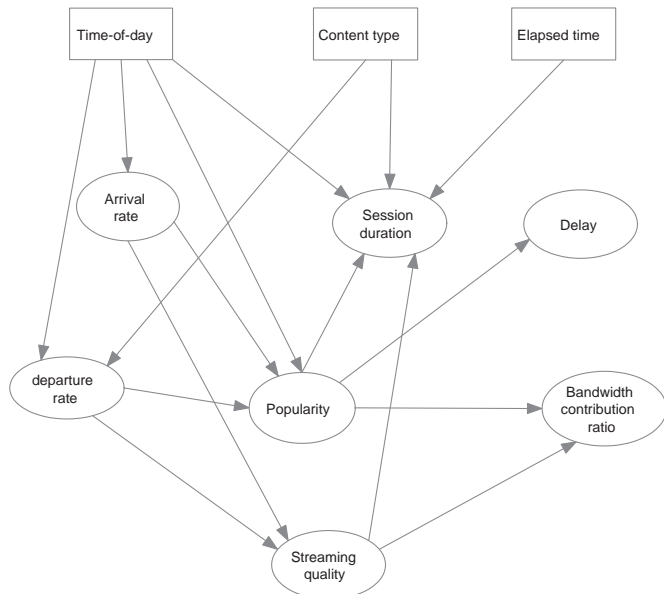 Time-of-day
Content type
Elapsed time
Arrival
rate
Session
duration
Delay
departure
rate
Popularity
Bandwidth
contribution
ratio
Streaming
quality